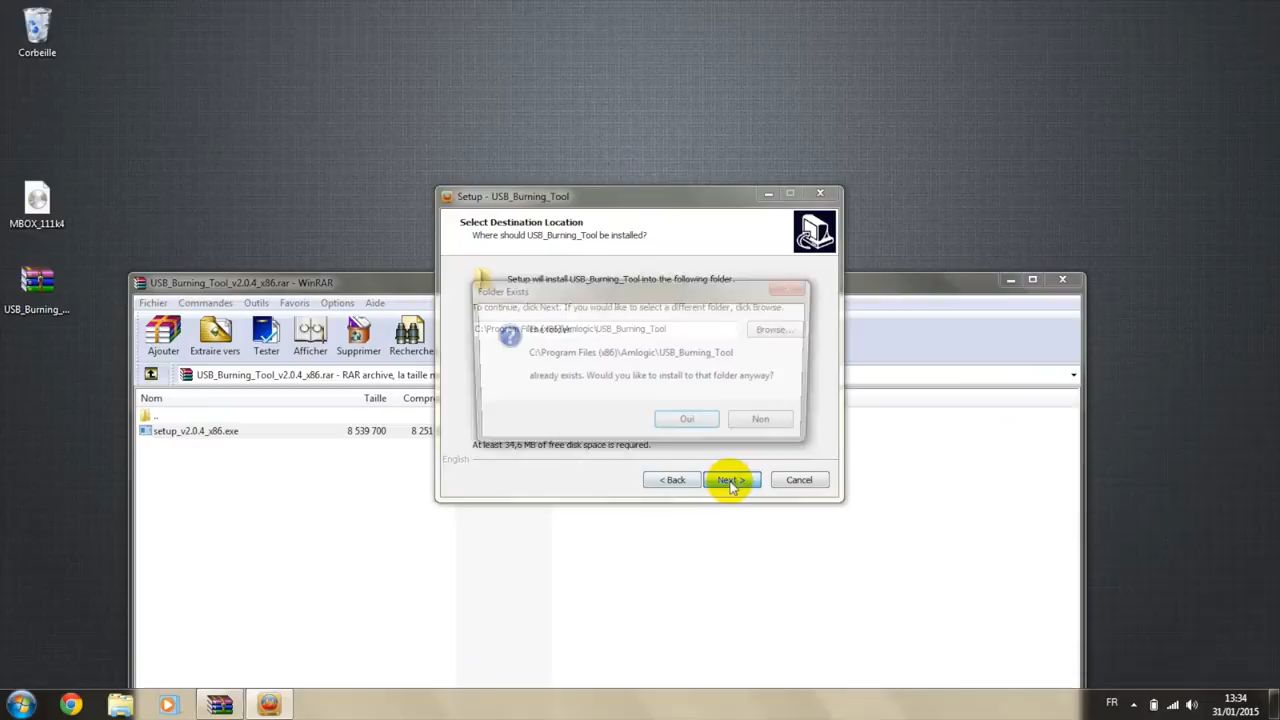 Corbeille
MBOX_111k4
USB_Burning_...
Setup - USB_Burning_Tool
Select Destination Location
Where should USB_Burning_Tool be installed?
Setup will install USB_Burning_Tool into the following folder.
Folder Exists
To continue, click Next. If you would like to select a different folder, click Browse.
C:\Program Files (x86)\Amlogic\USB_Burning_Tool
Browse...
The folder:
C:\Program Files (x86)\Amlogic\USB_Burning_Tool
already exists. Would you like to install to that folder anyway?
Oui
Non
At least 34,6 MB of free disk space is required.
English
< Back
Next >
Cancel
USB_Burning_Tool_v2.0.4_x86.rar - WinRAR
Fichier Commandes Outils Favoris Options Aide
Ajouter Extraire vers Tester Afficher Supprimer Recherche
USB_Burning_Tool_v2.0.4_x86.rar - RAR archive, la taille n
Nom Taille Compre
..
setup_v2.0.4_x86.exe 8 539 700 8 251
FR
13:34
31/01/2015